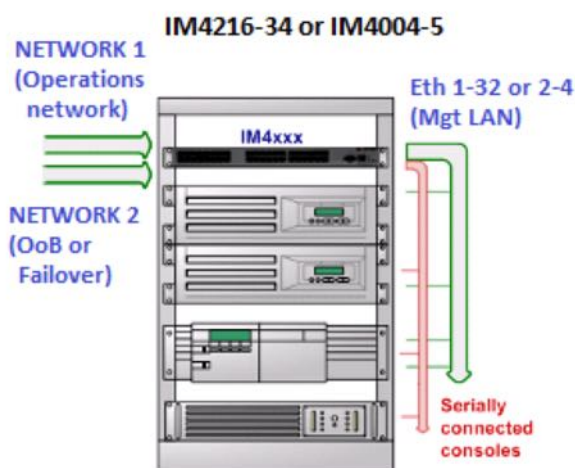 IM4216-34 or IM4004-5
NETWORK 1
(Operations
network)
Eth 1-32 or 2-4
(Mgt LAN)
IM4xxx
NETWORK 2
(OoB or
Failover)
Serially
connected
consoles